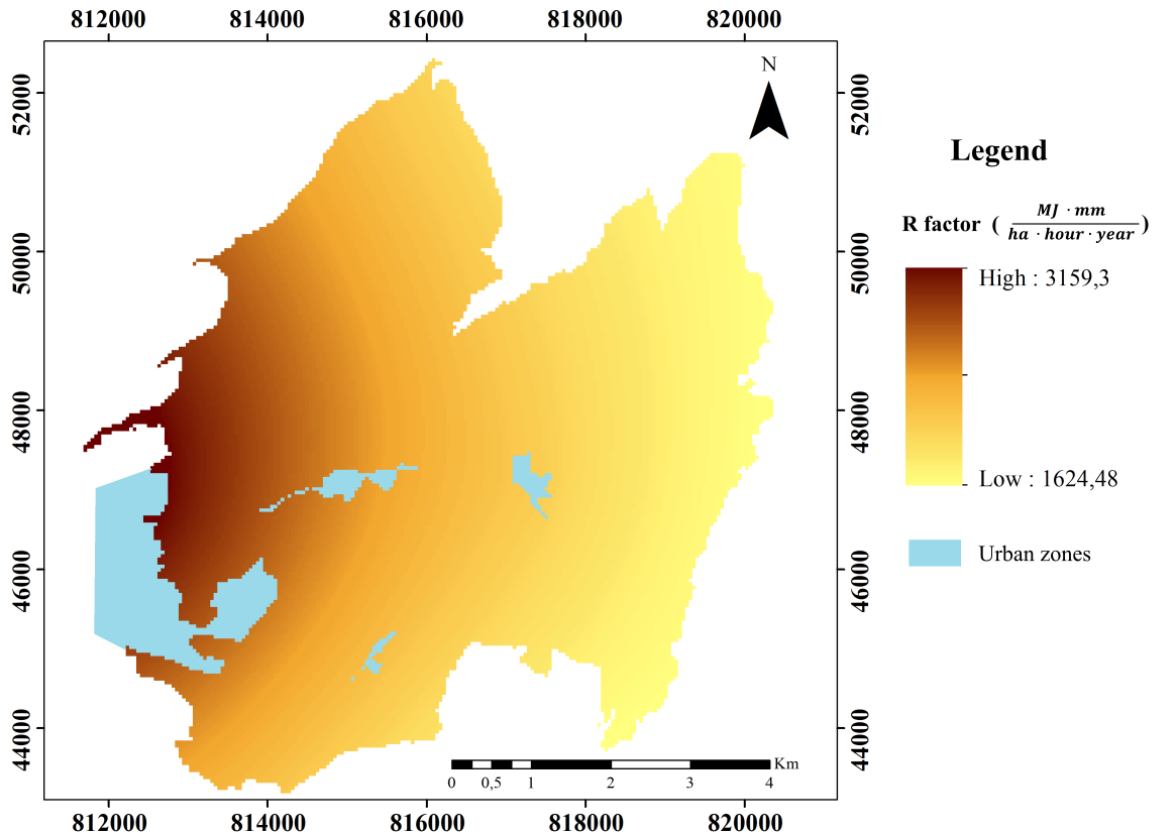 812000 814000 816000 818000 820000
N
52000 52000
50000 50000
48000 48000
46000 46000
44000 44000
Legend
R factor ( MJ · mm / ha · hour · year )
High : 3159,3
Low : 1624,48
Urban zones
Km
0 0,5 1 2 3 4
812000 814000 816000 818000 820000